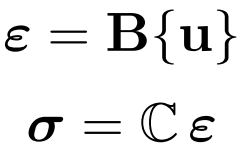 𝜺 = 𝐁{𝐮}
𝝈 = ℂ 𝜺